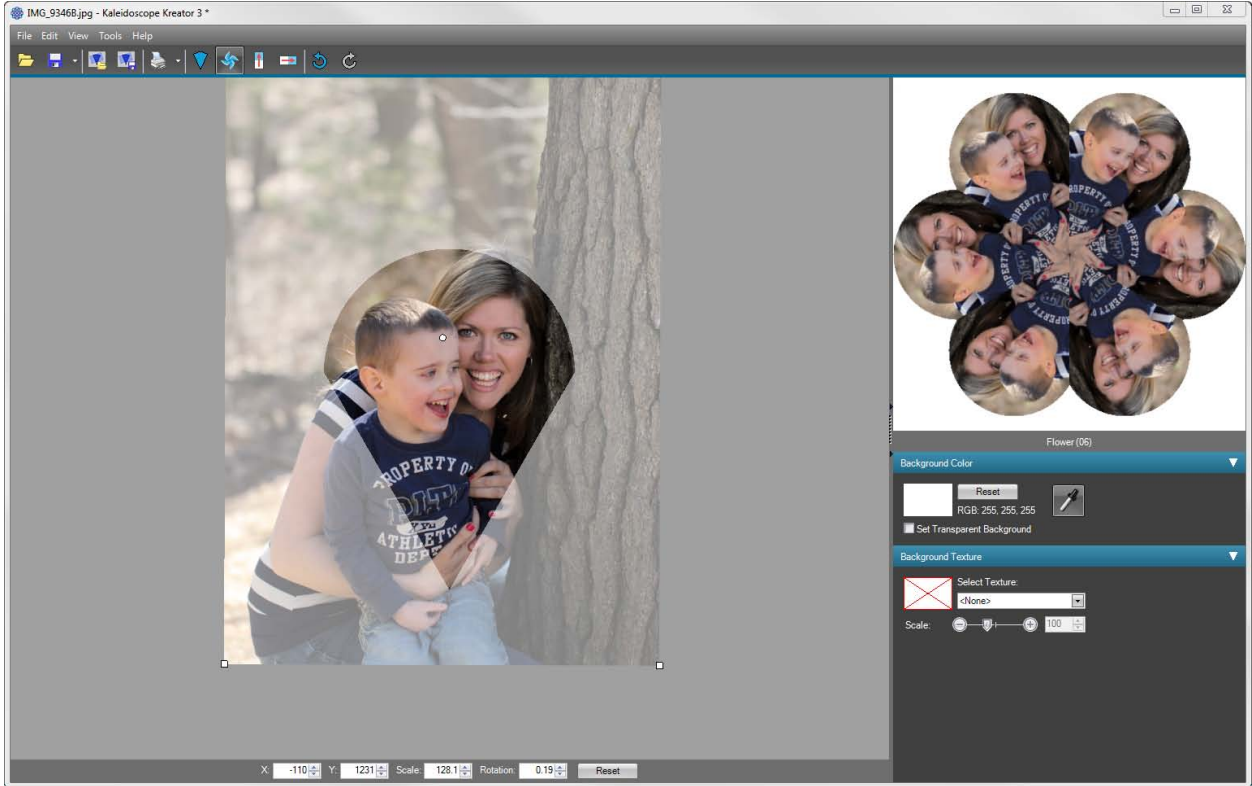 IMG_9346B.jpg - Kaleidoscope Kreator 3 *
File Edit View Tools Help
PROPERTY O
ATHLETIC
DEPT
Flower (06)
Background Color
Reset
RGB: 255, 255, 255
Set Transparent Background
Background Texture
Select Texture:
<None>
Scale: 100
X: -110 Y: 1231 Scale: 128.1 Rotation: 0.19 Reset